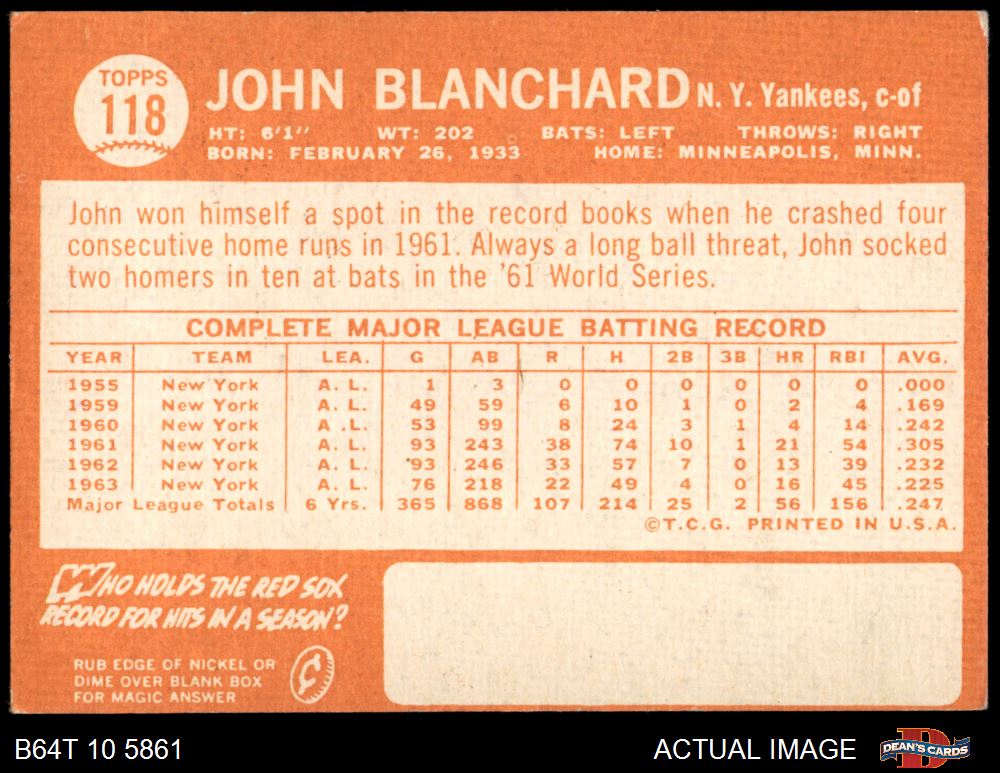 TOPPS
118
JOHN BLANCHARD N. Y. Yankees, c-of
HT: 6'1" WT: 202 BATS: LEFT THROWS: RIGHT
BORN: FEBRUARY 26, 1933 HOME: MINNEAPOLIS, MINN.
John won himself a spot in the record books when he crashed four
consecutive home runs in 1961. Always a long ball threat, John socked
two homers in ten at bats in the '61 World Series.
COMPLETE MAJOR LEAGUE BATTING RECORD
YEAR TEAM LEA. G AB R H 2B 3B HR RBI AVG.
1955 New York A. L. 1 3 0 0 0 0 0 0 .000
1959 New York A. L. 49 59 6 10 1 0 2 4 .169
1960 New York A .L. 53 99 8 24 3 1 4 14 .242
1961 New York A. L. 93 243 38 74 10 1 21 54 .305
1962 New York A. L. 93 246 33 57 7 0 13 39 .232
1963 New York A. L. 76 218 22 49 4 0 16 45 .225
Major League Totals 6 Yrs. 365 868 107 214 25 2 56 156 .247
©T.C.G. PRINTED IN U.S.A.
WHO HOLDS THE RED SOX
RECORD FOR HITS IN A SEASON?
RUB EDGE OF NICKEL OR
DIME OVER BLANK BOX
FOR MAGIC ANSWER
¢
B64T 10 5861 ACTUAL IMAGE DEAN'S CARDS